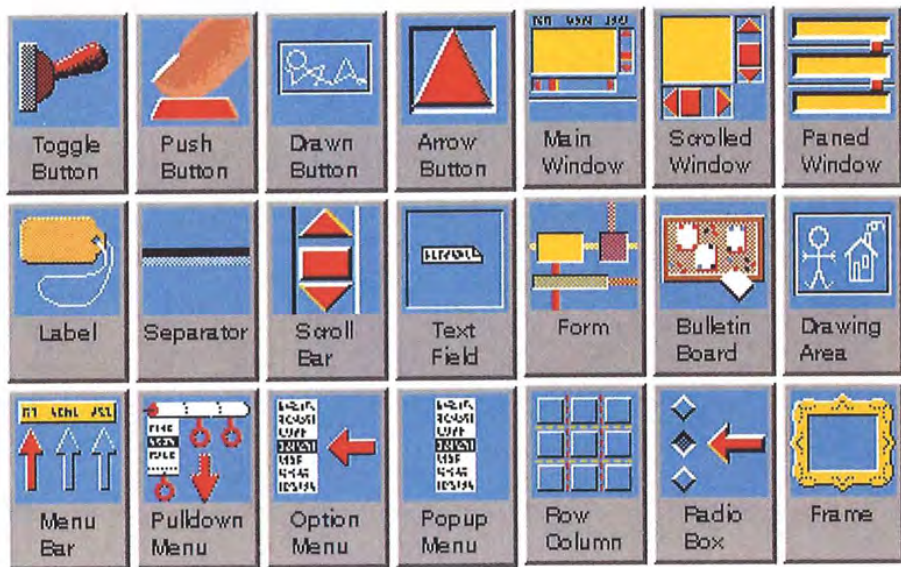 Toggle
Button
Push
Button
Drawn
Button
Arrow
Button
Main
Window
Scrolled
Window
Paned
Window
Label
Separator
Scroll
Bar
Text
Field
Form
Bulletin
Board
Drawing
Area
Menu
Bar
Pulldown
Menu
Option
Menu
Popup
Menu
Row
Column
Radio
Box
Frame